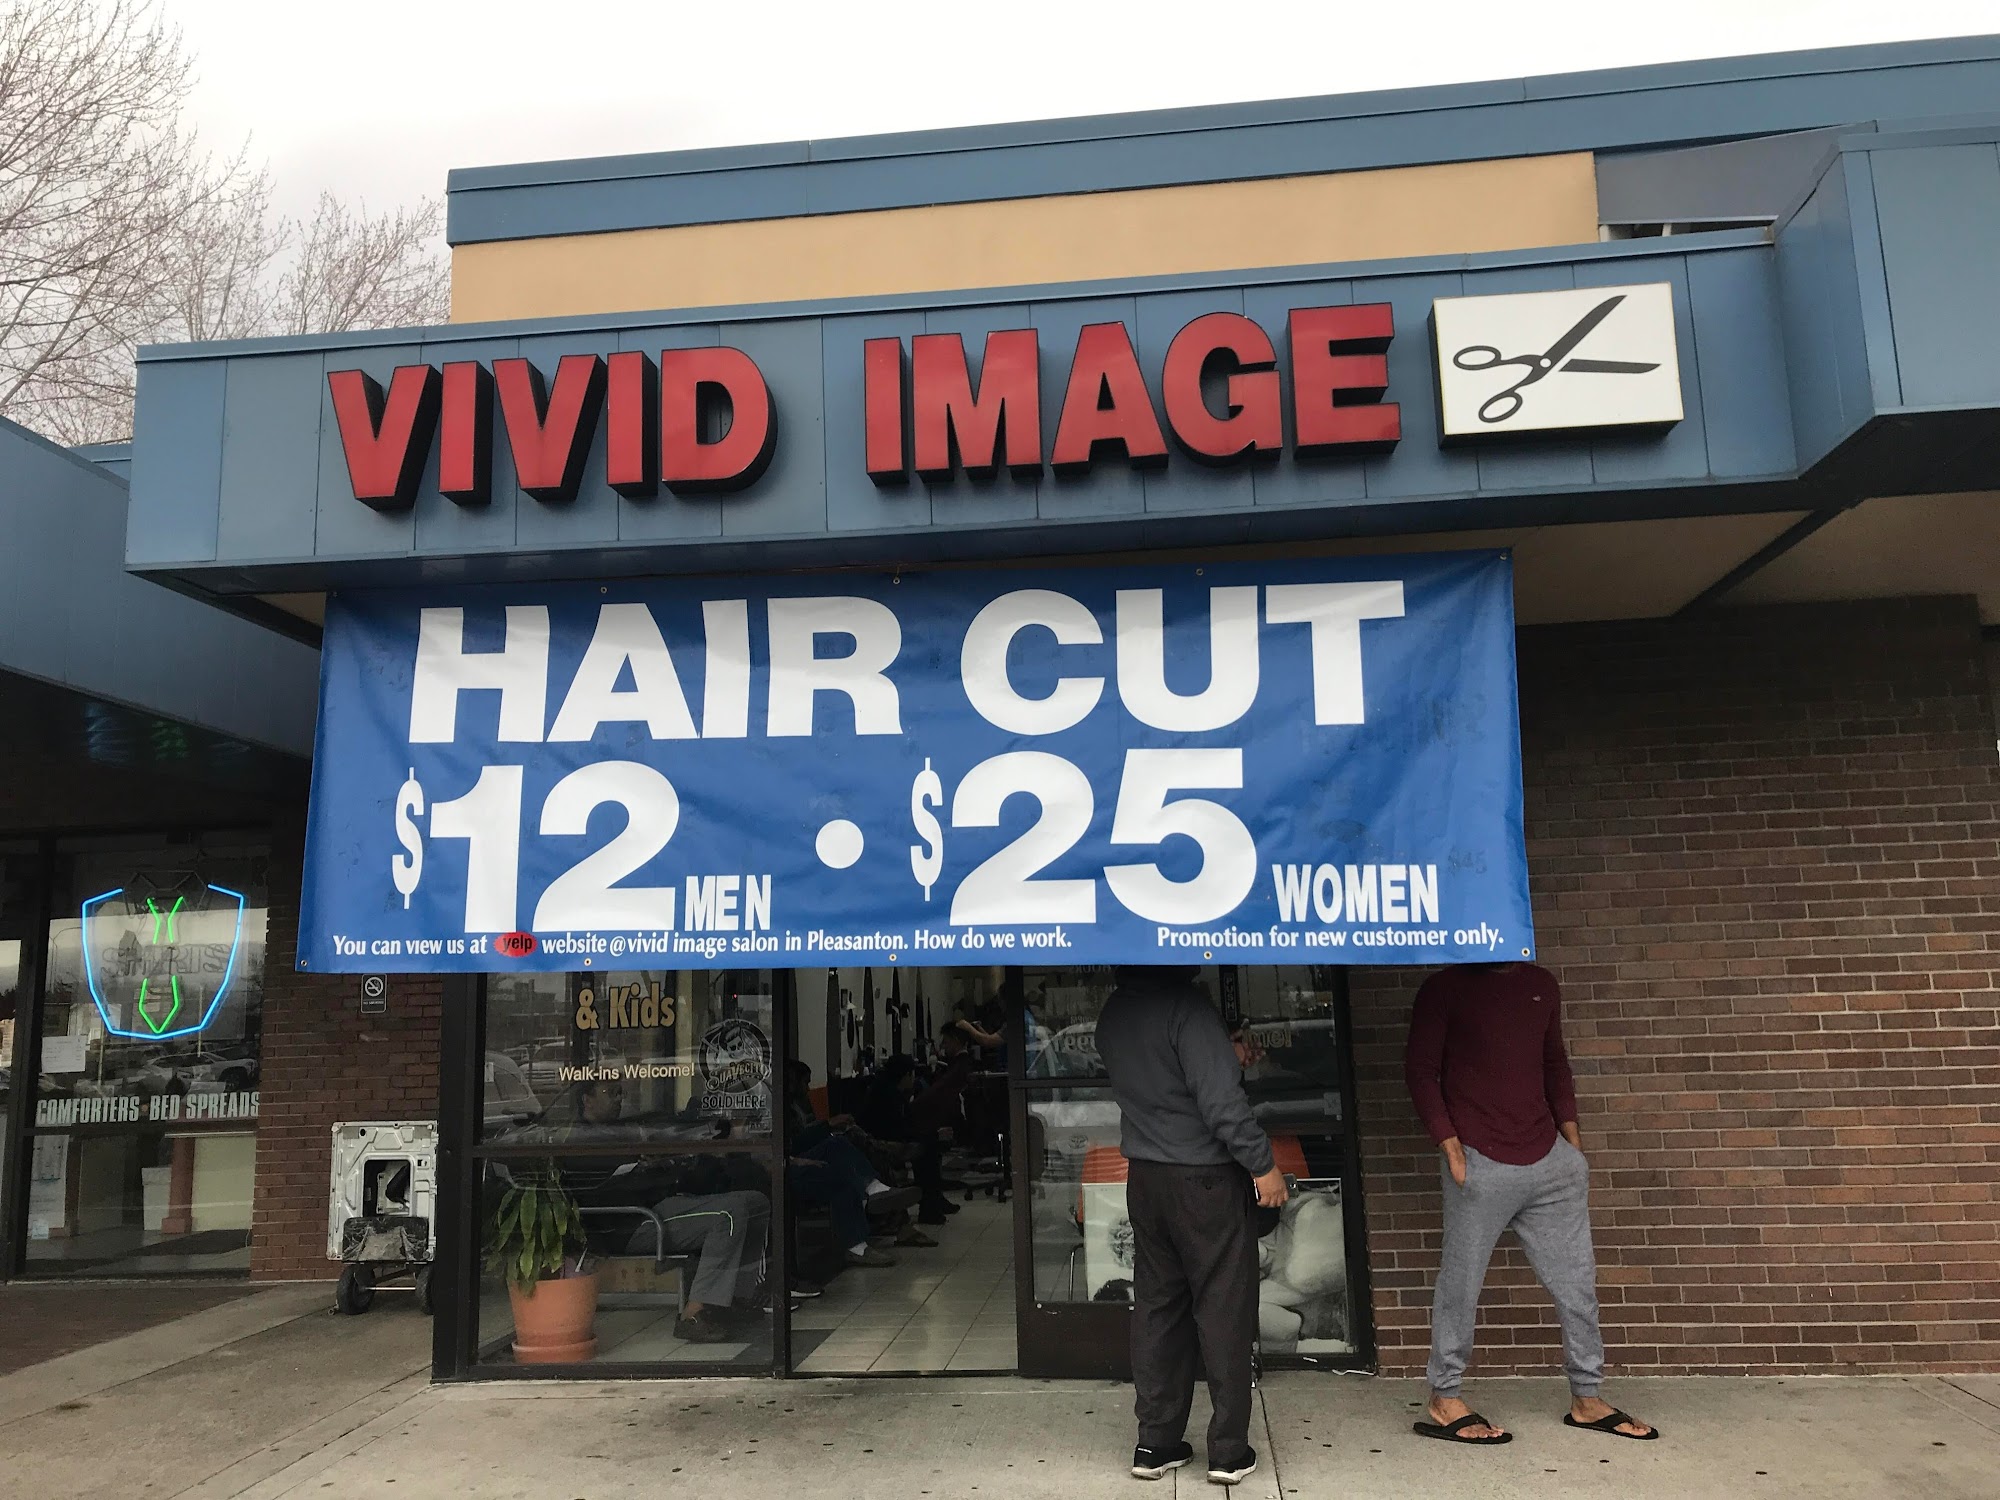 VIVID IMAGE
HAIR CUT
$12 MEN • $25 WOMEN
You can view us at yelp website @ vivid image salon in Pleasanton. How do we work. Promotion for new customer only.
& Kids
Walk-ins Welcome!
SUAVECITO
SOLD HERE
SHIRTS
COMFORTERS BED SPREADS